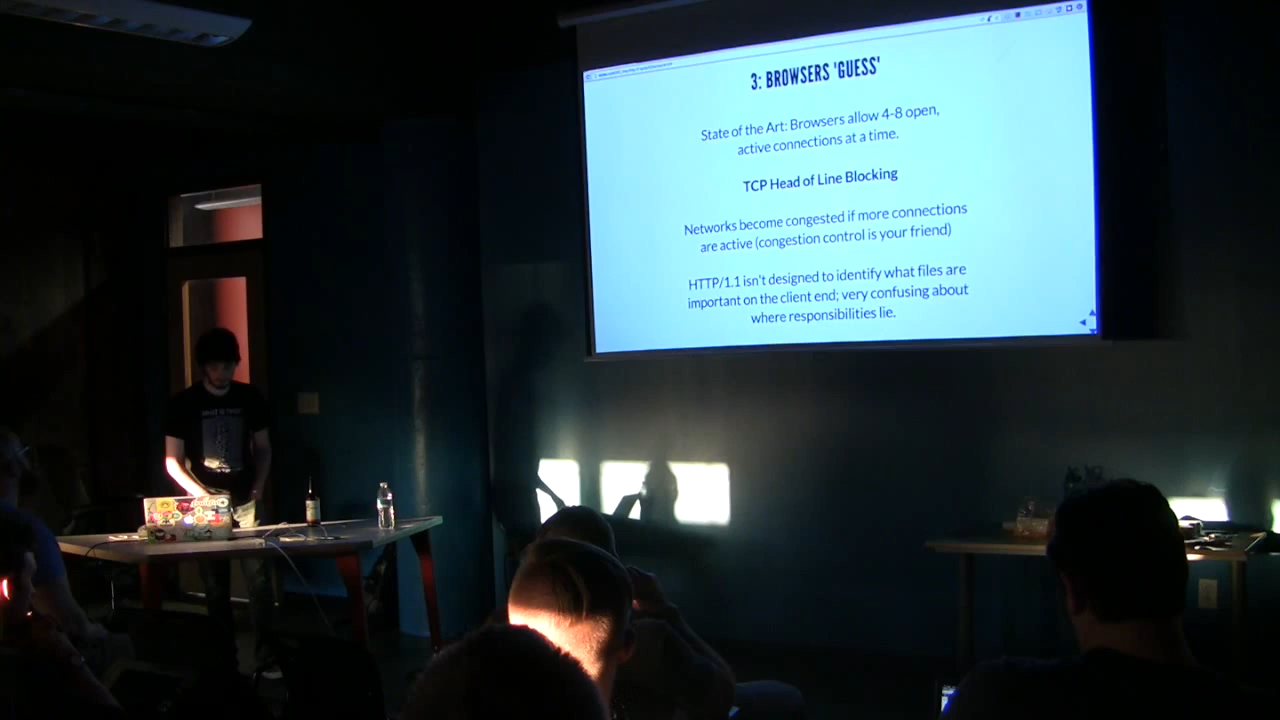 3: BROWSERS 'GUESS'
State of the Art: Browsers allow 4-8 open,
active connections at a time.
TCP Head of Line Blocking
Networks become congested if more connections
are active (congestion control is your friend)
HTTP/1.1 isn't designed to identify what files are
important on the client end; very confusing about
where responsibilities lie.